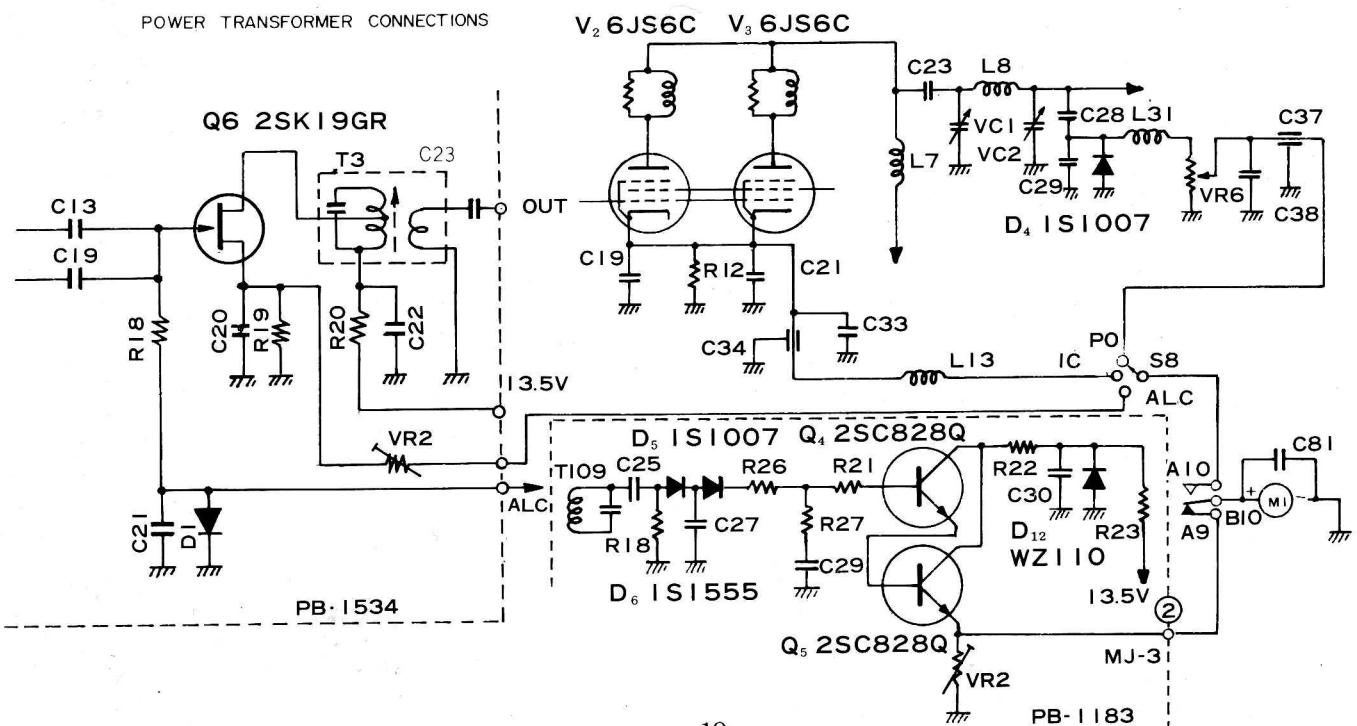 POWER TRANSFORMER CONNECTIONS
V2 6JS6C
V3 6JS6C
C23
L8
Q6 2SK19GR
T3
C23
VC1
C28
L31
C37
L7
VC2
C13
OUT
C29
VR6
C38
D4 1S1007
C19
C19
R12
C21
R18
C20
R19
R20
C22
C34
C33
PO
L13
IC
S8
13.5V
ALC
VR2
D5 1S1007
Q4 2SC828Q
C81
T109
C25
R26
R21
R22
A10
ALC
C30
+
M1
-
C21
D1
R18
C27
R27
D12
R23
A9
B10
C29
WZ110
D6 1S1555
13.5V
PB-1534
2
Q5 2SC828Q
MJ-3
VR2
PB-1183